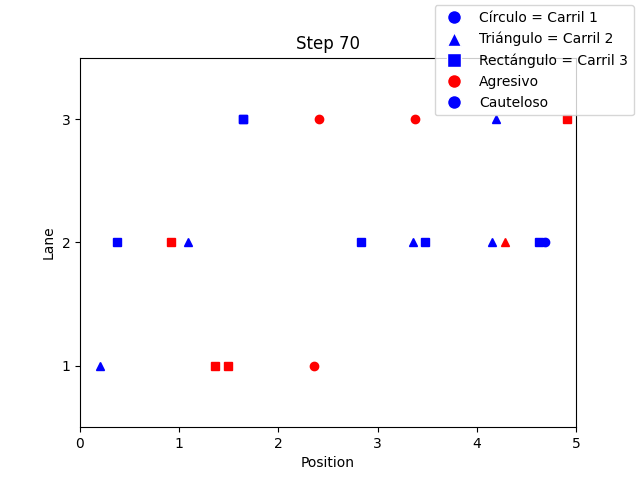 Step 70
Círculo = Carril 1
Triángulo = Carril 2
Rectángulo = Carril 3
Agresivo
Cauteloso
Lane
3
2
1
0 1 2 3 4 5
Position